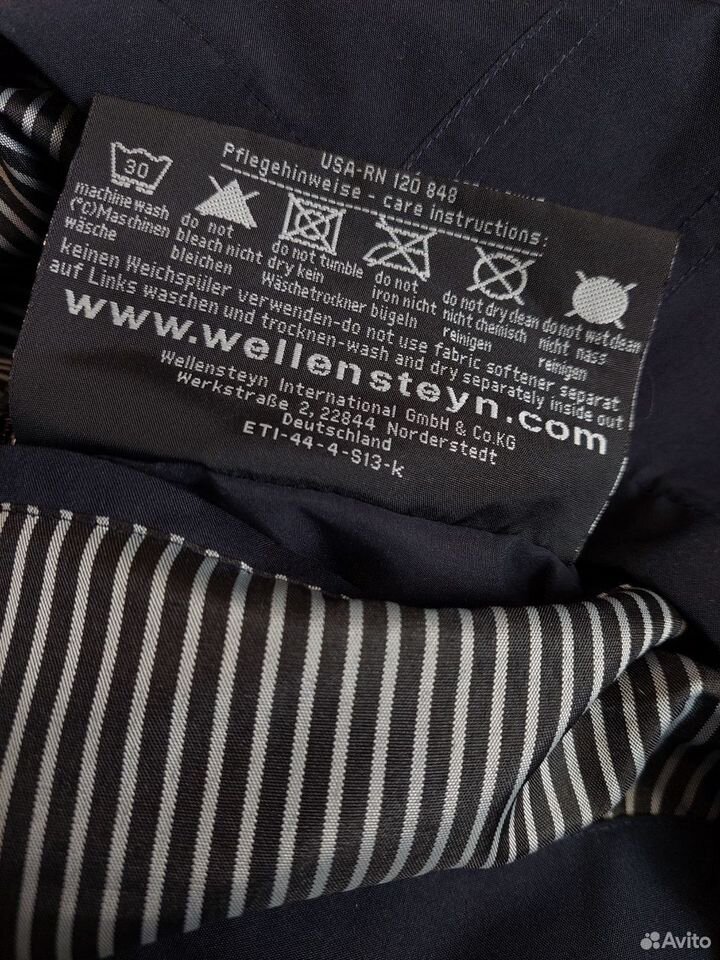 USA-RN 120 848
Pflegehinweise - care instructions:
30
machine wash
(°C)Maschinen
wäsche
do not
bleach nicht
bleichen
do not tumble
dry kein
Wäschetrockner
do not
iron nicht
bügeln
do not dry clean
nicht chemisch
reinigen
do not wet clean
nicht nass
reinigen
keinen Weichspüler verwenden-do not use fabric softener separat
auf Links waschen und trocknen-wash and dry separately inside out
www.wellensteyn.com
Wellensteyn International GmbH & Co.KG
Werkstraße 2, 22844 Norderstedt
Deutschland
ETI-44-4-S13-k
Avito